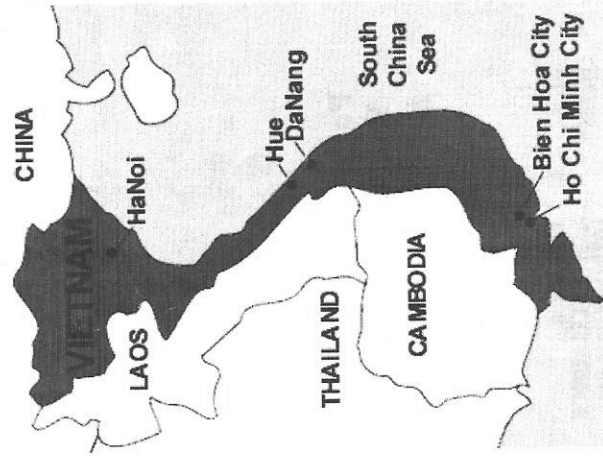 CHINA
VIETNAM
HaNoi
LAOS
Hue
DaNang
THAILAND
South
China
Sea
CAMBODIA
Bien Hoa City
Ho Chi Minh City